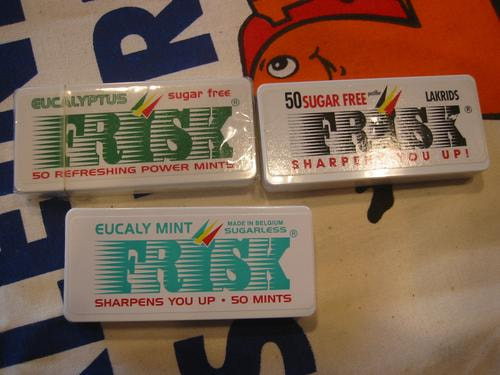 EUCALYPTUS sugar free
FRISK®
50 REFRESHING POWER MINTS
50 SUGAR FREE LAKRIDS
FRISK®
SHARPENS YOU UP!
EUCALY MINT MADE IN BELGIUM
SUGARLESS
FRISK®
SHARPENS YOU UP • 50 MINTS